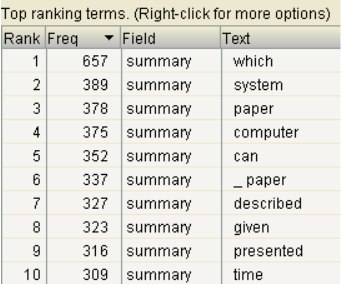 Top ranking terms. (Right-click for more options)
Rank Freq ▼ Field Text
1 657 summary which
2 389 summary system
3 378 summary paper
4 375 summary computer
5 352 summary can
6 337 summary _ paper
7 327 summary described
8 323 summary given
9 316 summary presented
10 309 summary time